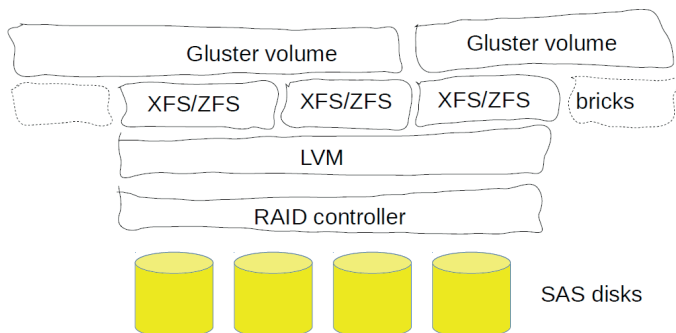 Gluster volume
Gluster volume
XFS/ZFS
XFS/ZFS
XFS/ZFS
bricks
LVM
RAID controller
SAS disks